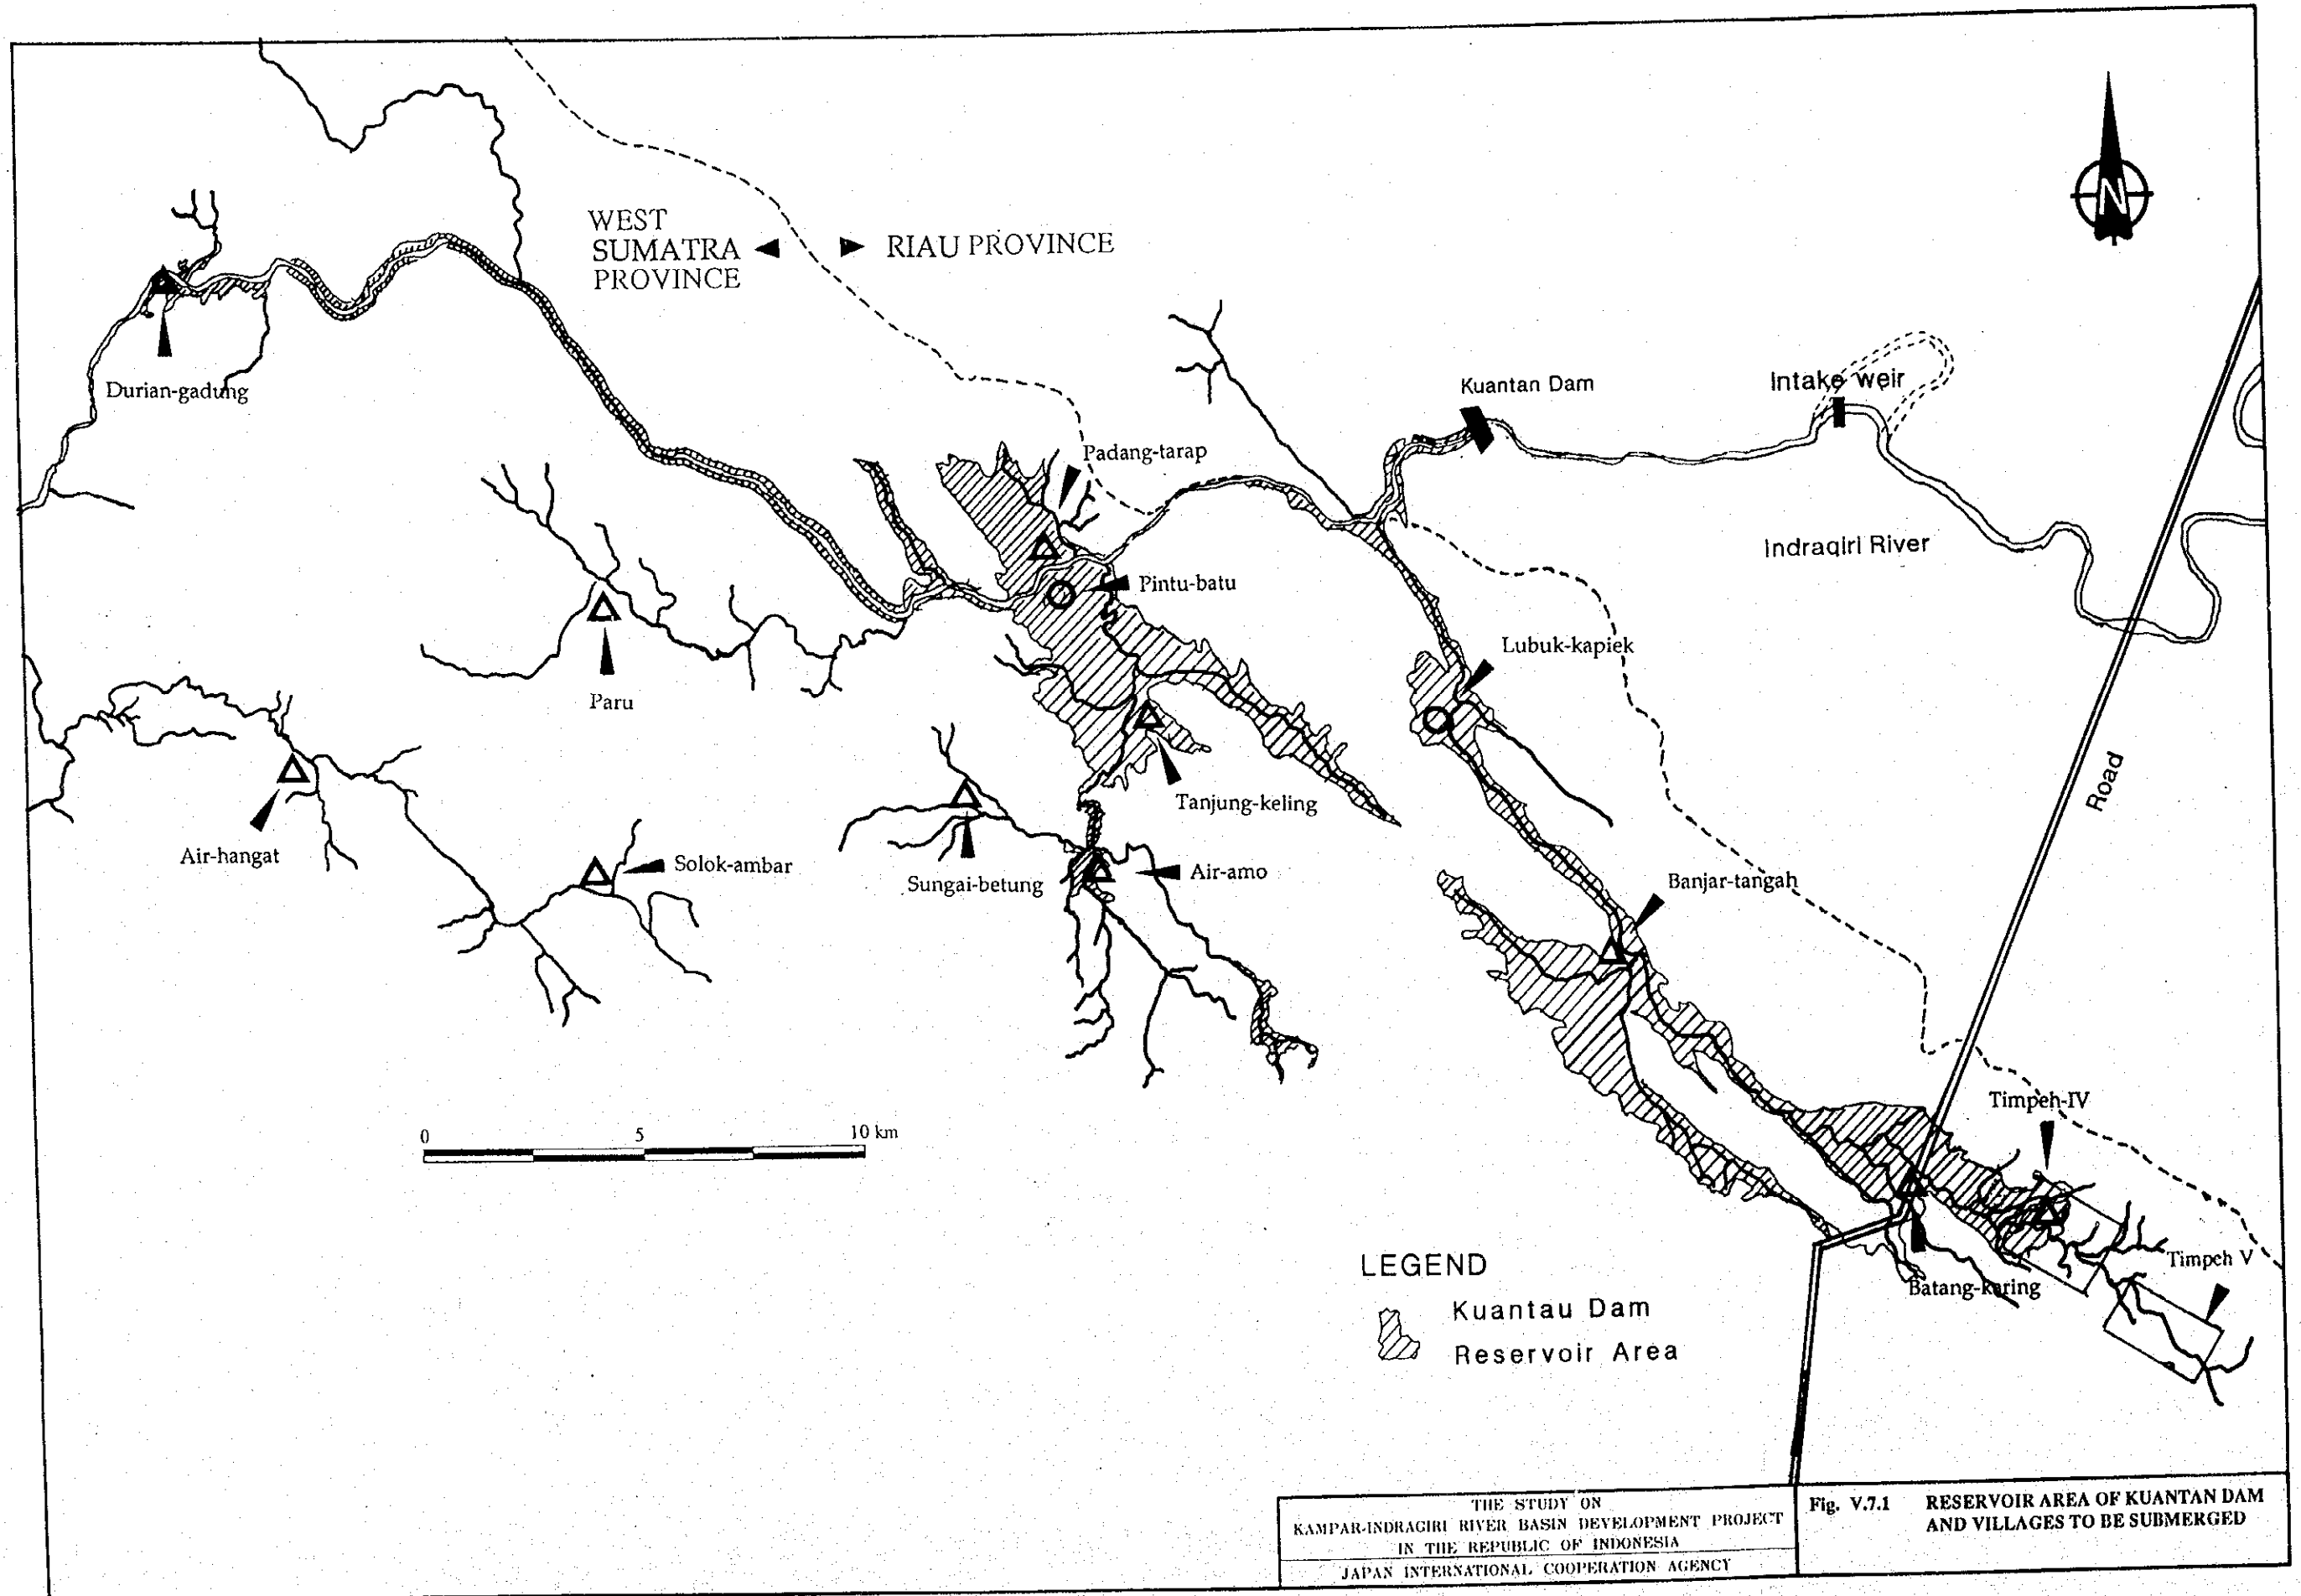 WEST
SUMATRA
PROVINCE
RIAU PROVINCE
N
Durian-gadung
Kuantan Dam
Intake weir
Padang-tarap
Indraqiri River
Pintu-batu
Lubuk-kapiek
Paru
Road
Tanjung-keling
Air-hangat
Solok-ambar
Sungai-betung
Air-amo
Banjar-tangah
Timpeh-IV
0 5 10 km
Timpeh V
Batang-karing
LEGEND
Kuantau Dam
Reservoir Area
THE STUDY ON
KAMPAR-INDRAGIRI RIVER BASIN DEVELOPMENT PROJECT
IN THE REPUBLIC OF INDONESIA
JAPAN INTERNATIONAL COOPERATION AGENCY
Fig. V.7.1 RESERVOIR AREA OF KUANTAN DAM
AND VILLAGES TO BE SUBMERGED